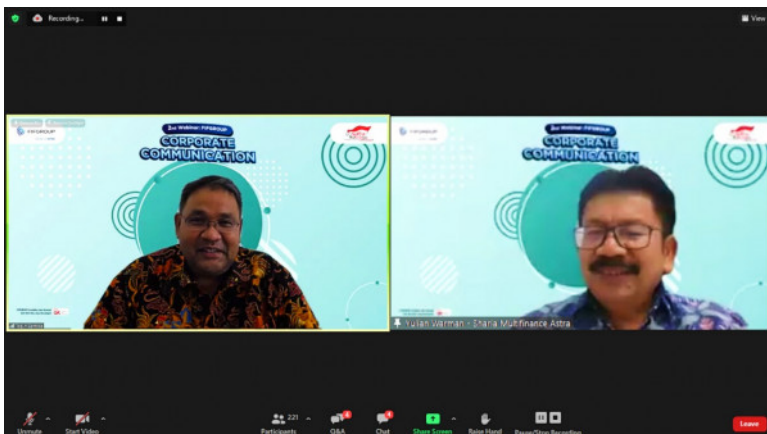 Recording...
View
FIFGROUP
2nd Webinar FIFGROUP
CORPORATE
COMMUNICATION
FIFGROUP
2nd Webinar FIFGROUP
CORPORATE
COMMUNICATION
Yulian Warman - Sharia Multifinance Astra
221
Unmute
Start Video
Participants
Q&A
Chat
Share Screen
Raise Hand
Pause/Stop Recording
Leave